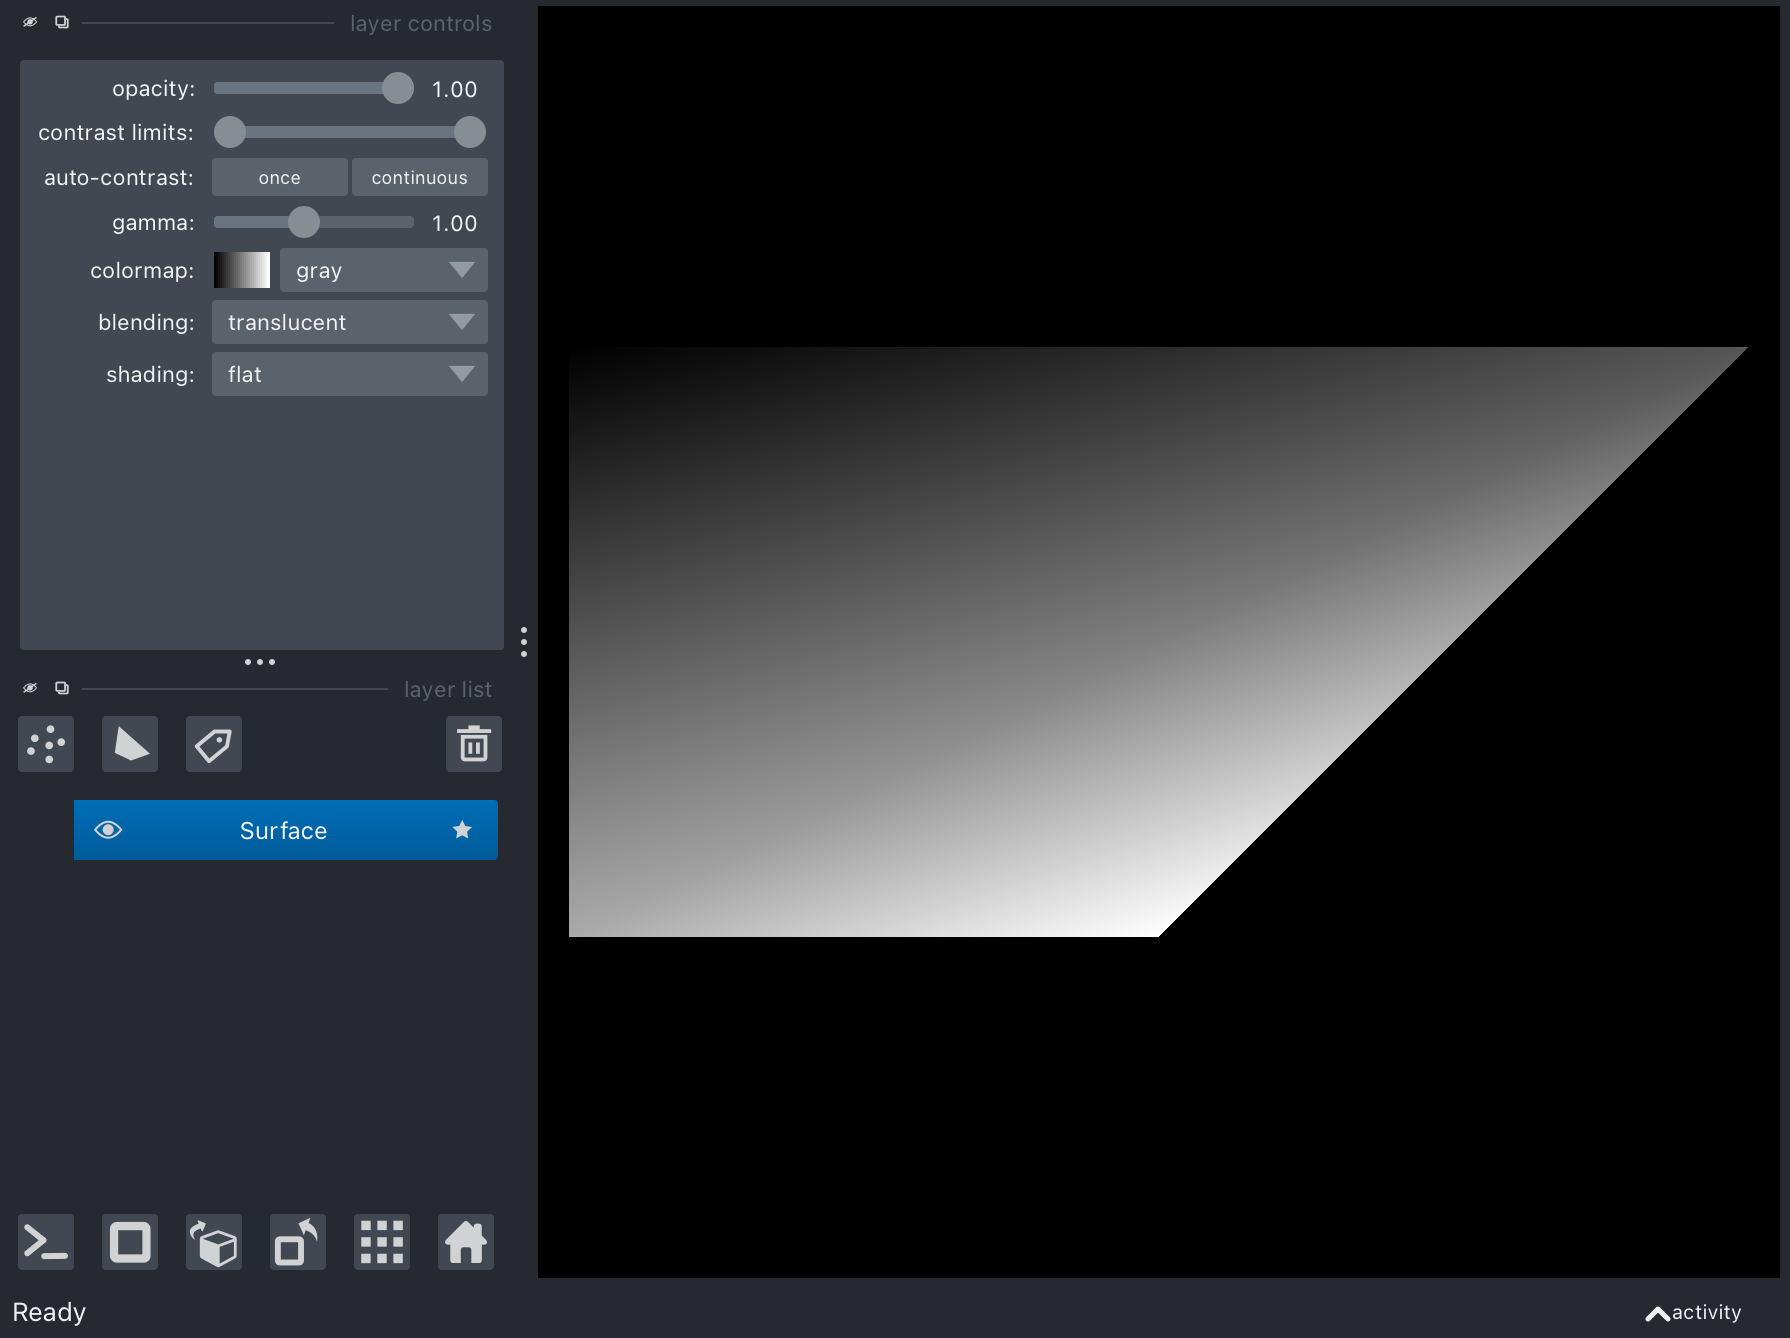 layer controls
opacity: 1.00
contrast limits:
auto-contrast: once continuous
gamma: 1.00
colormap: gray
blending: translucent
shading: flat
layer list
Surface
Ready
activity